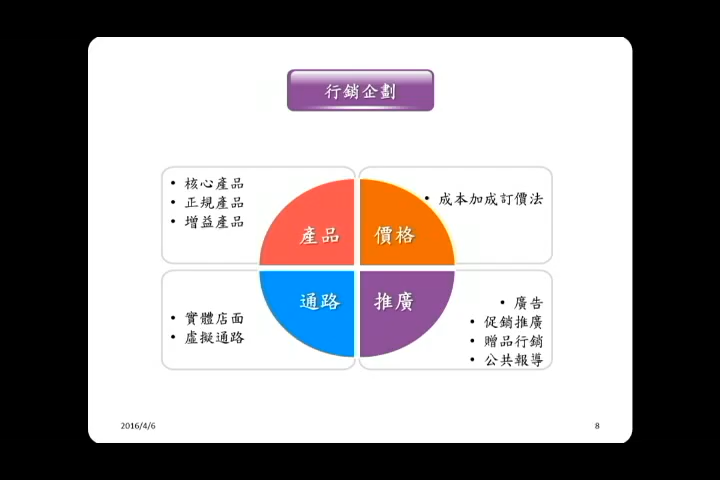 行銷企劃
• 核心產品
• 正規產品
• 增益產品
產品
價格
• 成本加成訂價法
通路
推廣
• 實體店面
• 虛擬通路
• 廣告
• 促銷推廣
• 贈品行銷
• 公共報導
2016/4/6
8